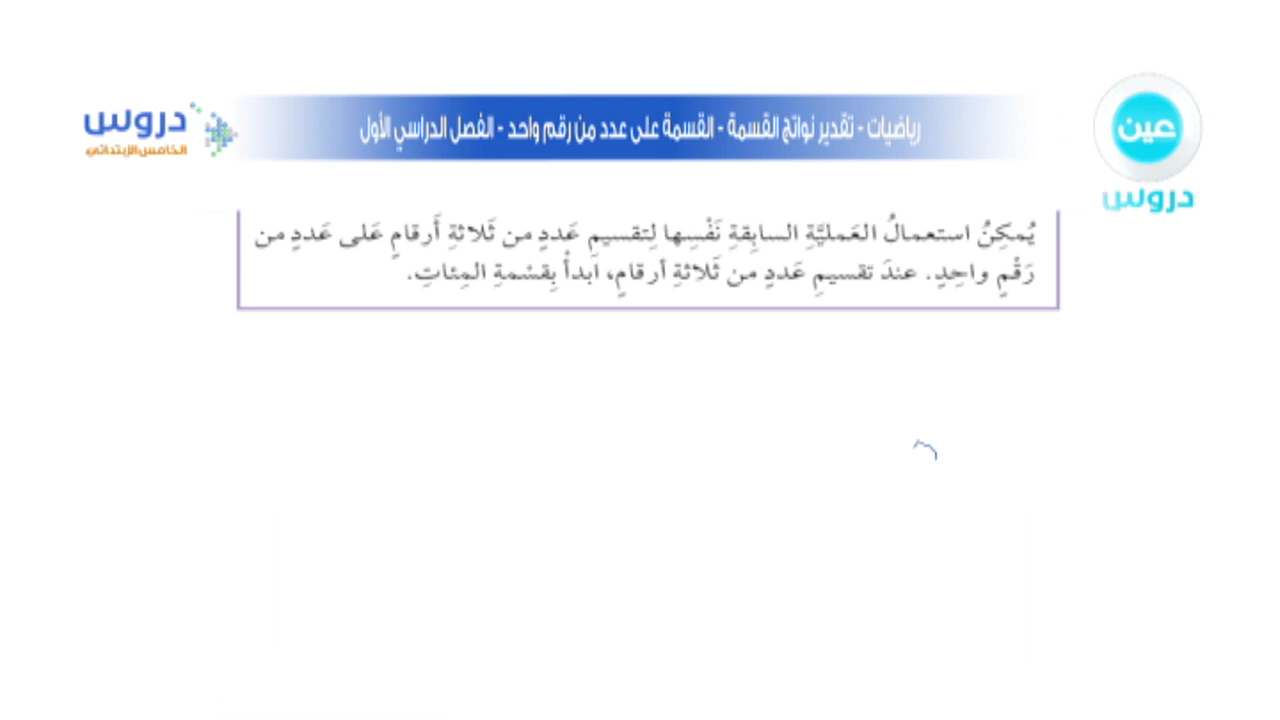 دروس
الخامس الابتدائي
رياضيات - تقدير نواتج القسمة - القسمة على عدد من رقم واحد - الفصل الدراسي الأول
عين
دروس
يُمكِنُ استعمالُ العَمليَّةِ السابِقةِ نَفْسِها لِتقسيمِ عَددٍ من ثَلاثةِ أَرقامٍ عَلى عَددٍ من
رَقْمٍ واحِدٍ. عندَ تقسيمِ عَددٍ من ثَلاثةِ أرقامٍ، ابدأْ بِقسْمةِ المِئاتِ.